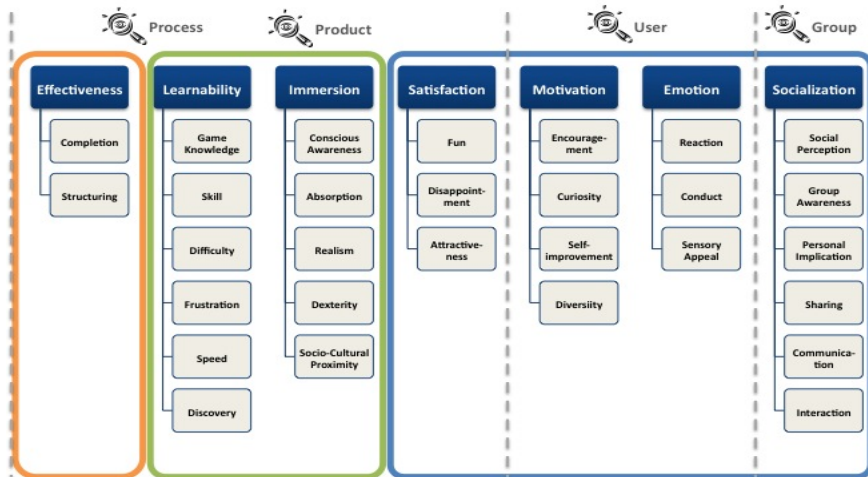 Process
Product
User
Group
Effectiveness
Completion
Structuring
Learnability
Game
Knowledge
Skill
Difficulty
Frustration
Speed
Discovery
Immersion
Conscious
Awareness
Absorption
Realism
Dexterity
Socio-Cultural
Proximity
Satisfaction
Fun
Disappoint-
ment
Attractive-
ness
Motivation
Encourage-
ment
Curiosity
Self-
improvement
Diversiity
Emotion
Reaction
Conduct
Sensory
Appeal
Socialization
Social
Perception
Group
Awareness
Personal
Implication
Sharing
Communica-
tion
Interaction